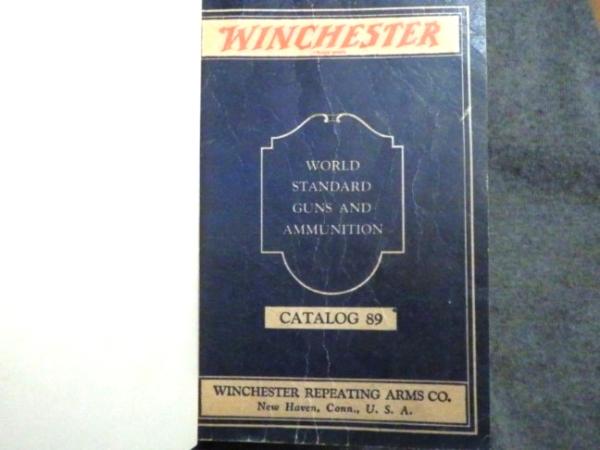 WINCHESTER
WORLD
STANDARD
GUNS AND
AMMUNITION
CATALOG 89
WINCHESTER REPEATING ARMS CO.
New Haven, Conn., U. S. A.